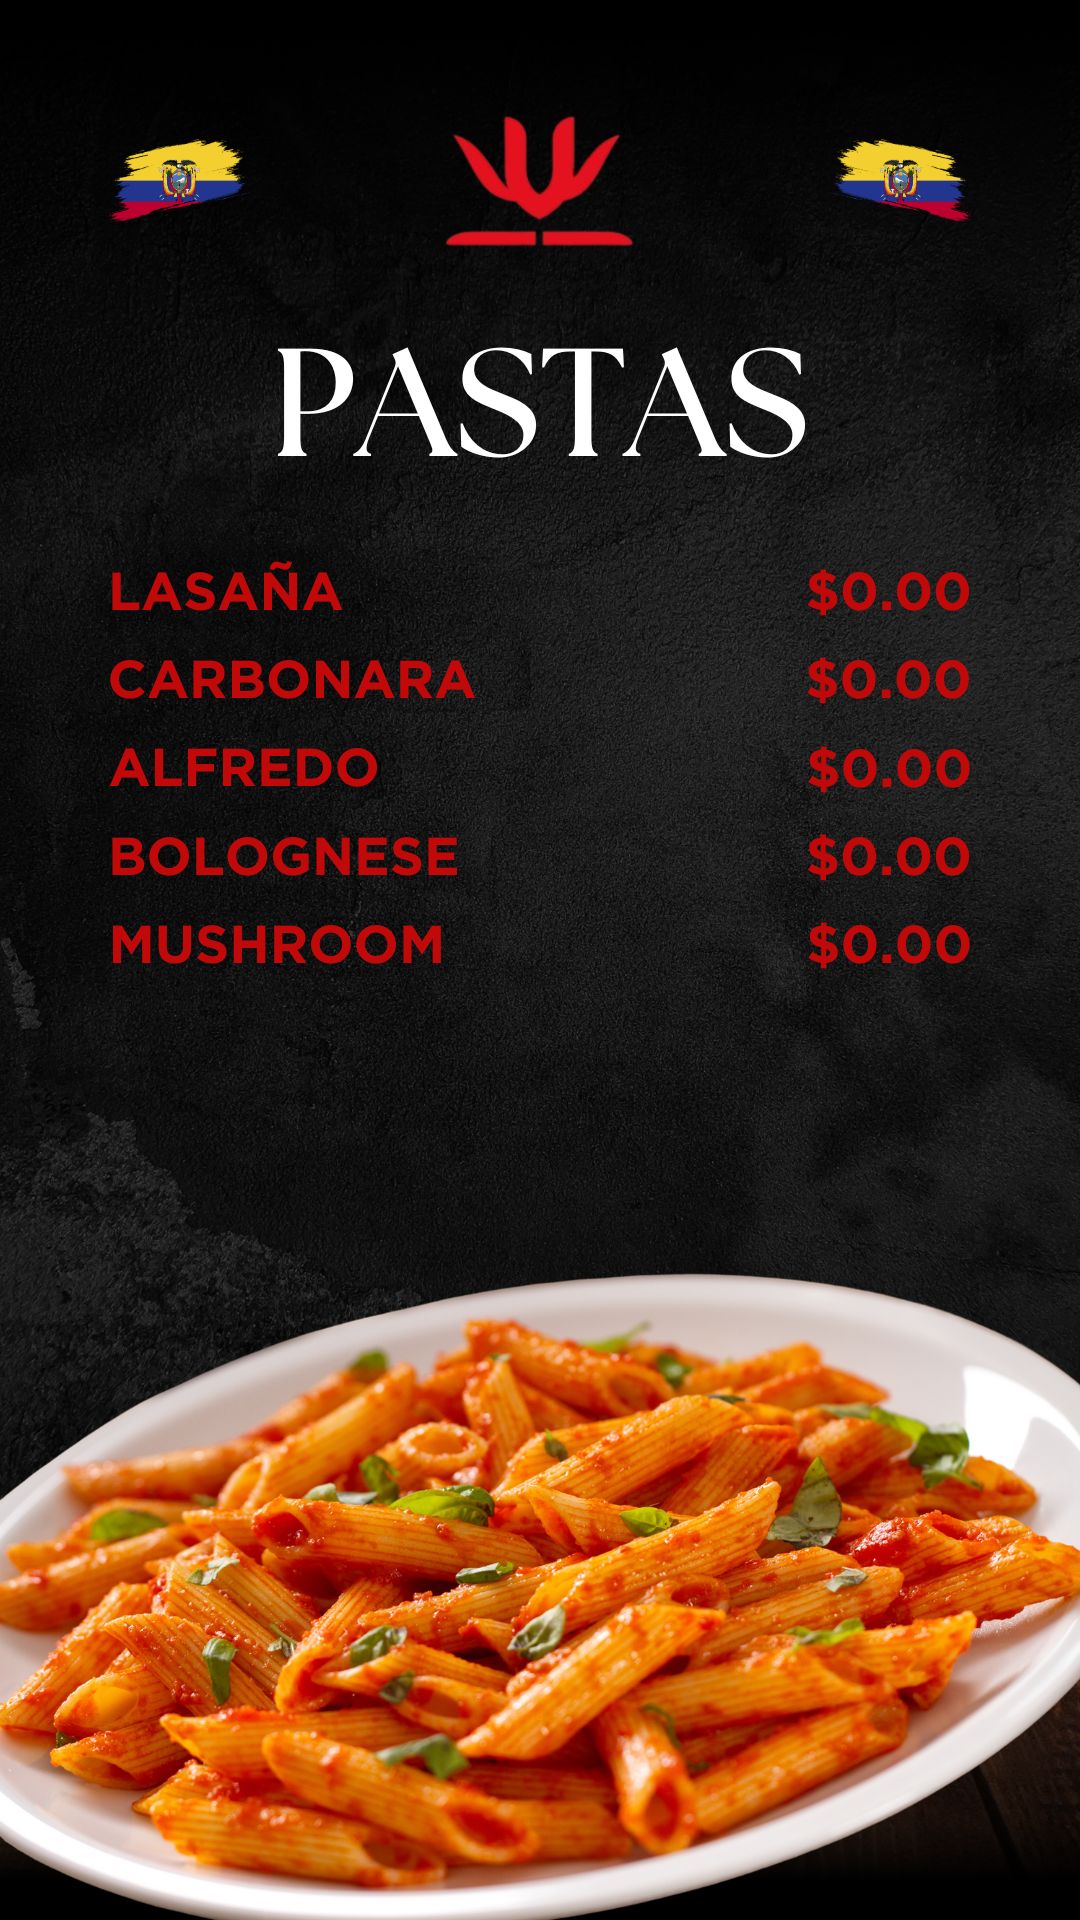 PASTAS
LASAÑA $0.00
CARBONARA $0.00
ALFREDO $0.00
BOLOGNESE $0.00
MUSHROOM $0.00